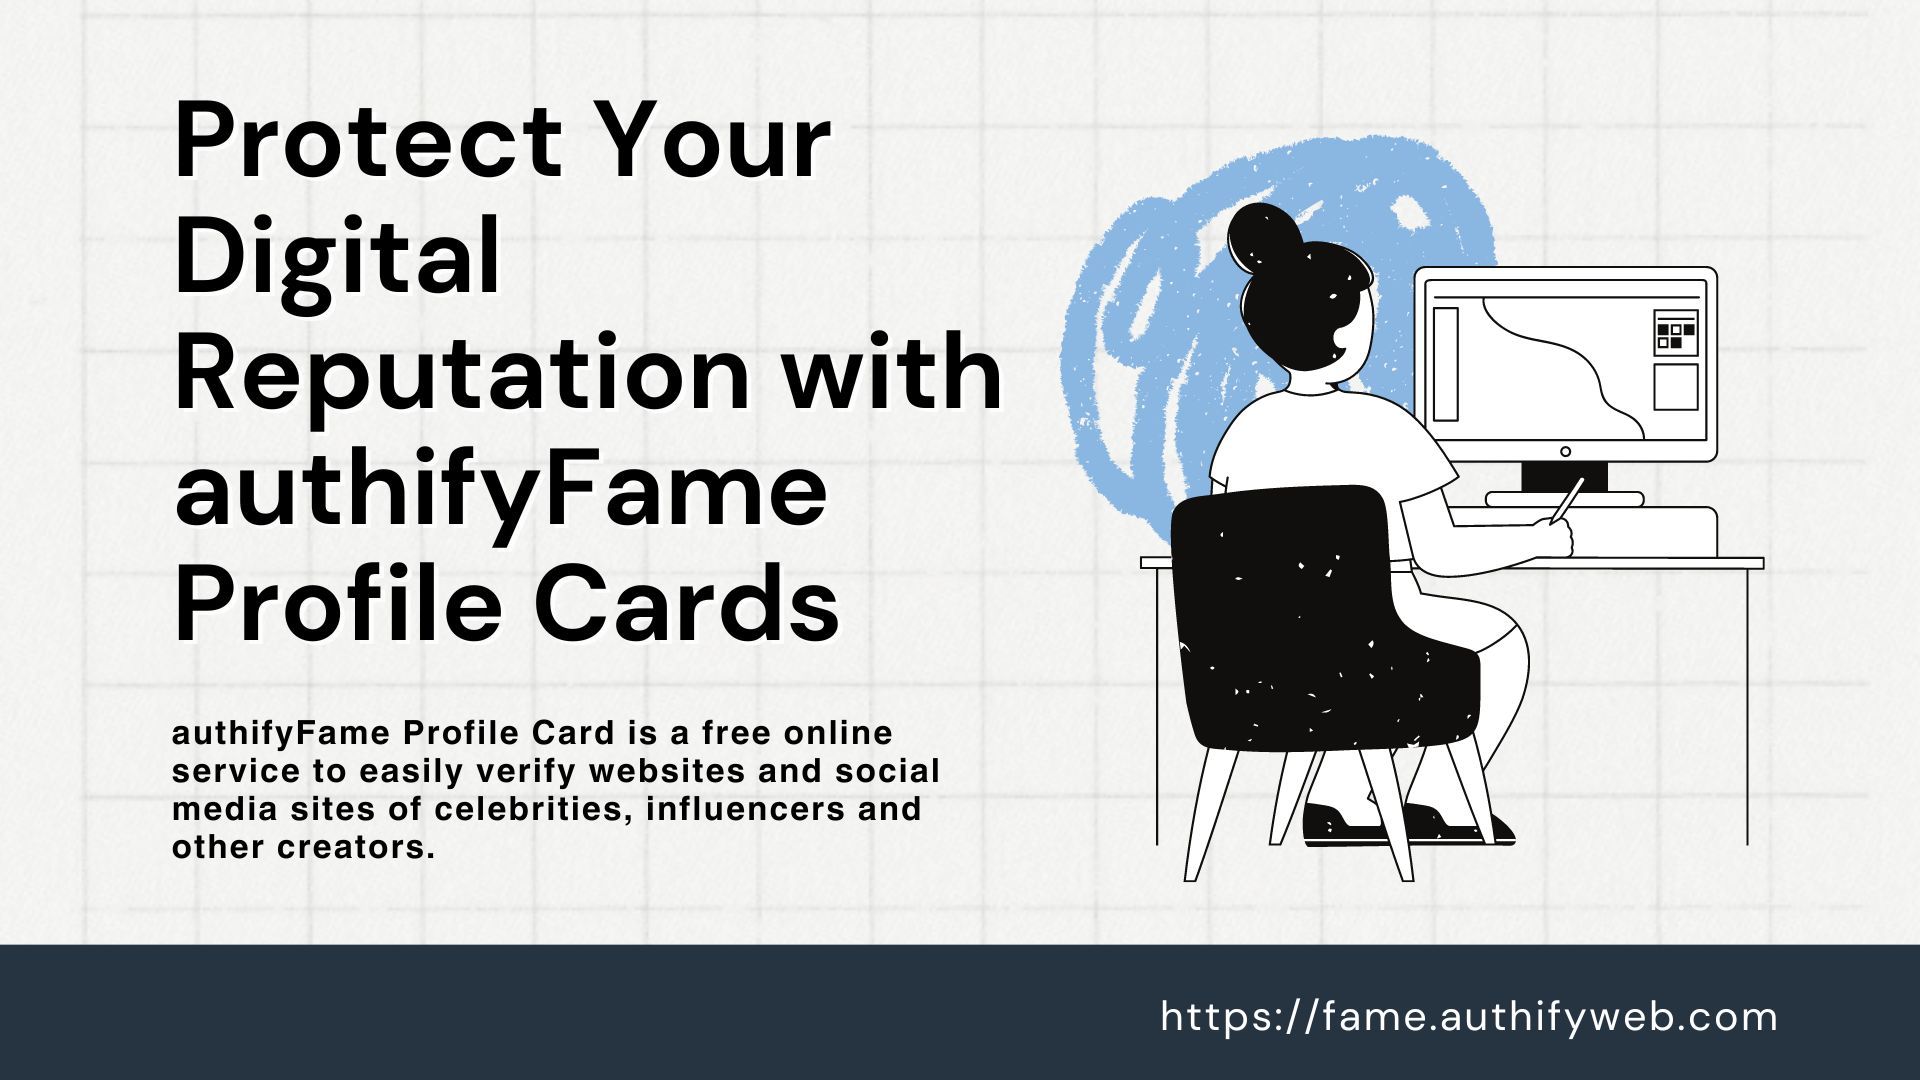 Protect Your
Digital
Reputation with
authifyFame
Profile Cards
authifyFame Profile Card is a free online
service to easily verify websites and social
media sites of celebrities, influencers and
other creators.
https://fame.authifyweb.com